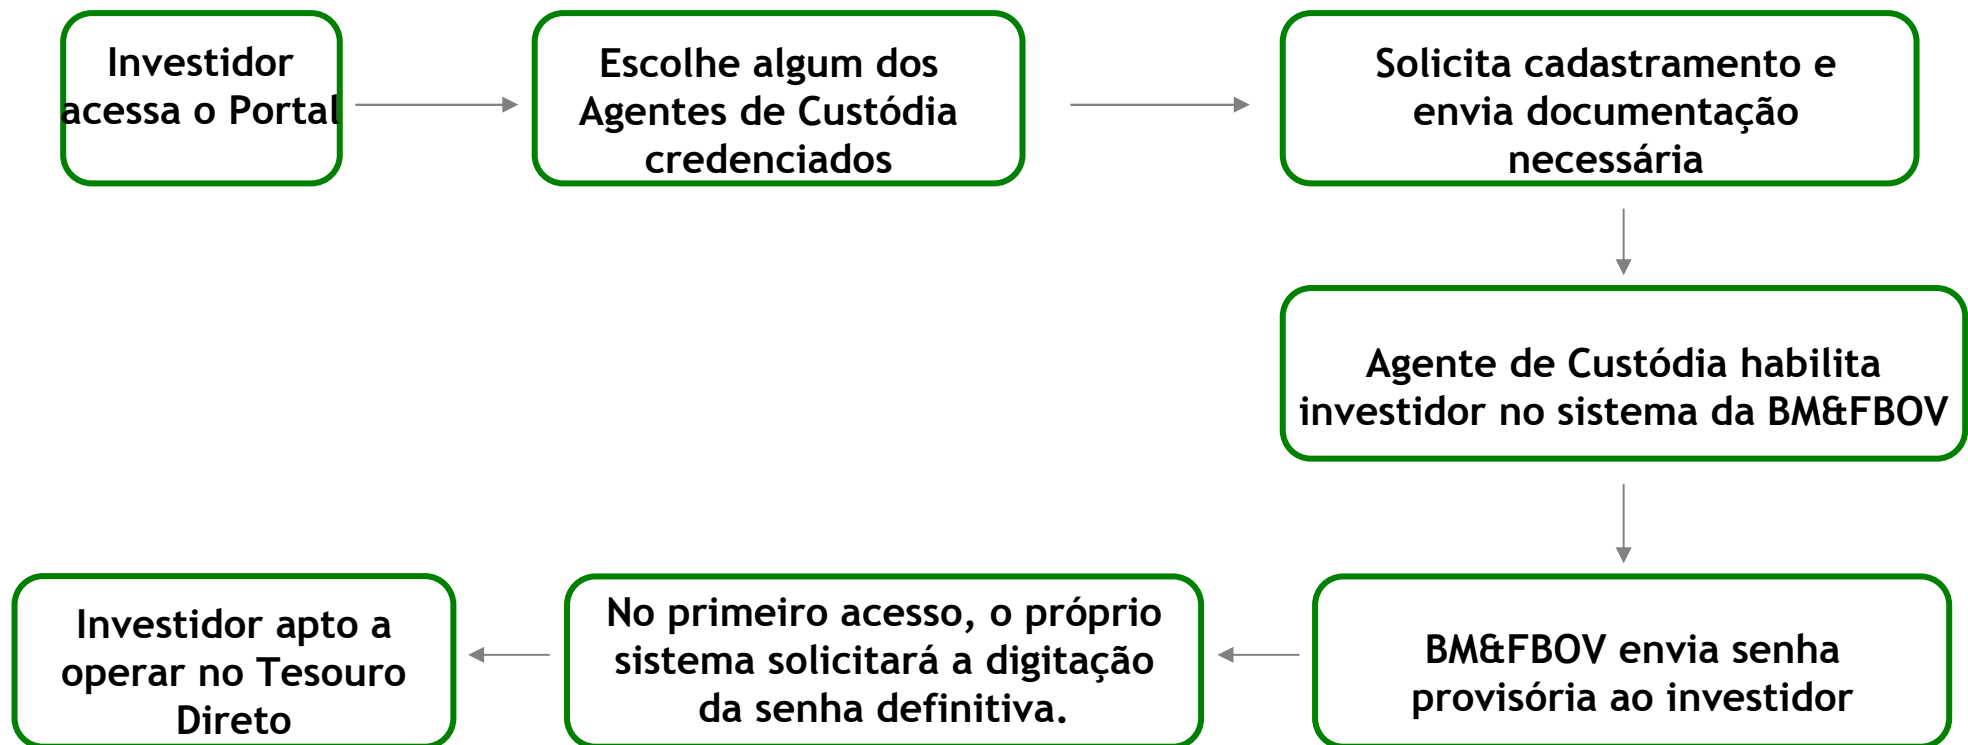 Investidor
acessa o Portal
Escolhe algum dos
Agentes de Custódia
credenciados
Solicita cadastramento e
envia documentação
necessária
Agente de Custódia habilita
investidor no sistema da BM&FBOV
BM&FBOV envia senha
provisória ao investidor
No primeiro acesso, o próprio
sistema solicitará a digitação
da senha definitiva.
Investidor apto a
operar no Tesouro
Direto